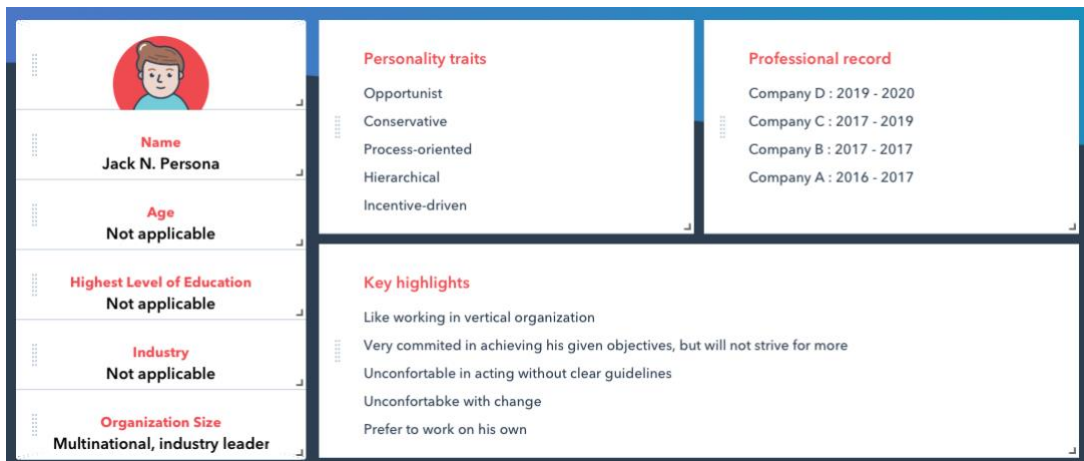 Name
Jack N. Persona
Age
Not applicable
Highest Level of Education
Not applicable
Industry
Not applicable
Organization Size
Multinational, industry leader
Personality traits
Opportunist
Conservative
Process-oriented
Hierarchical
Incentive-driven
Professional record
Company D : 2019 - 2020
Company C : 2017 - 2019
Company B : 2017 - 2017
Company A : 2016 - 2017
Key highlights
Like working in vertical organization
Very commited in achieving his given objectives, but will not strive for more
Unconfortable in acting without clear guidelines
Unconfortabke with change
Prefer to work on his own